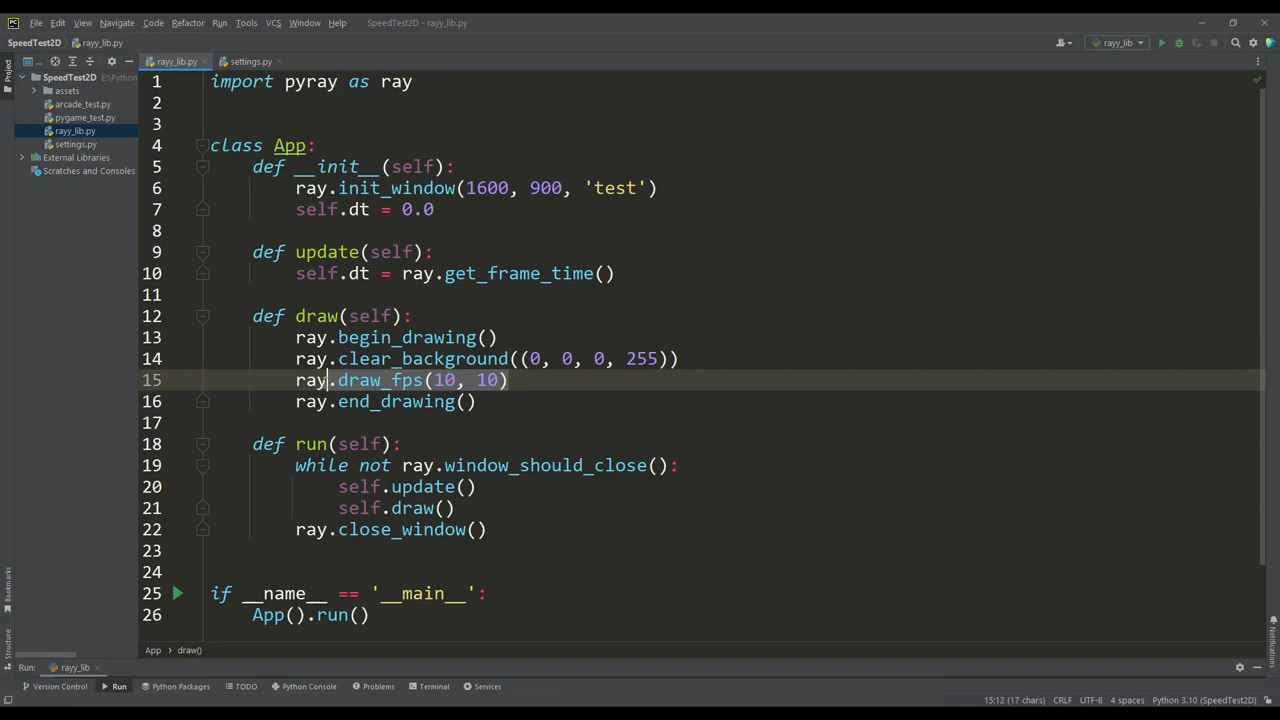 PC File Edit View Navigate Code Refactor Run Tools VCS Window Help SpeedTest2D - rayy_lib.py
SpeedTest2D rayy_lib.py rayy_lib
... rayy_lib.py settings.py
Project
SpeedTest2D E:\Python
assets
arcade_test.py
pygame_test.py
rayy_lib.py
settings.py
External Libraries
Scratches and Consoles
1 import pyray as ray
2
3
4 class App:
5 def __init__(self):
6 ray.init_window(1600, 900, 'test')
7 self.dt = 0.0
8
9 def update(self):
10 self.dt = ray.get_frame_time()
11
12 def draw(self):
13 ray.begin_drawing()
14 ray.clear_background((0, 0, 0, 255))
15 ray.draw_fps(10, 10)
16 ray.end_drawing()
17
18 def run(self):
19 while not ray.window_should_close():
20 self.update()
21 self.draw()
22 ray.close_window()
23
24
25 if __name__ == '__main__':
26 App().run()
Bookmarks
Structure
Notifications
App draw()
Run: rayy_lib
Version Control Run Python Packages TODO Python Console Problems Terminal Services
15:12 (17 chars) CRLF UTF-8 4 spaces Python 3.10 (SpeedTest2D)